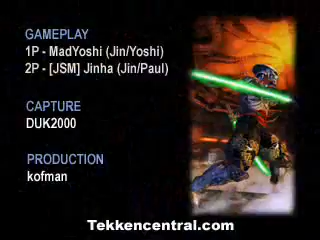 GAMEPLAY
1P - MadYoshi (Jin/Yoshi)
2P - [JSM] Jinha (Jin/Paul)
CAPTURE
DUK2000
PRODUCTION
kofman
Tekkencentral.com